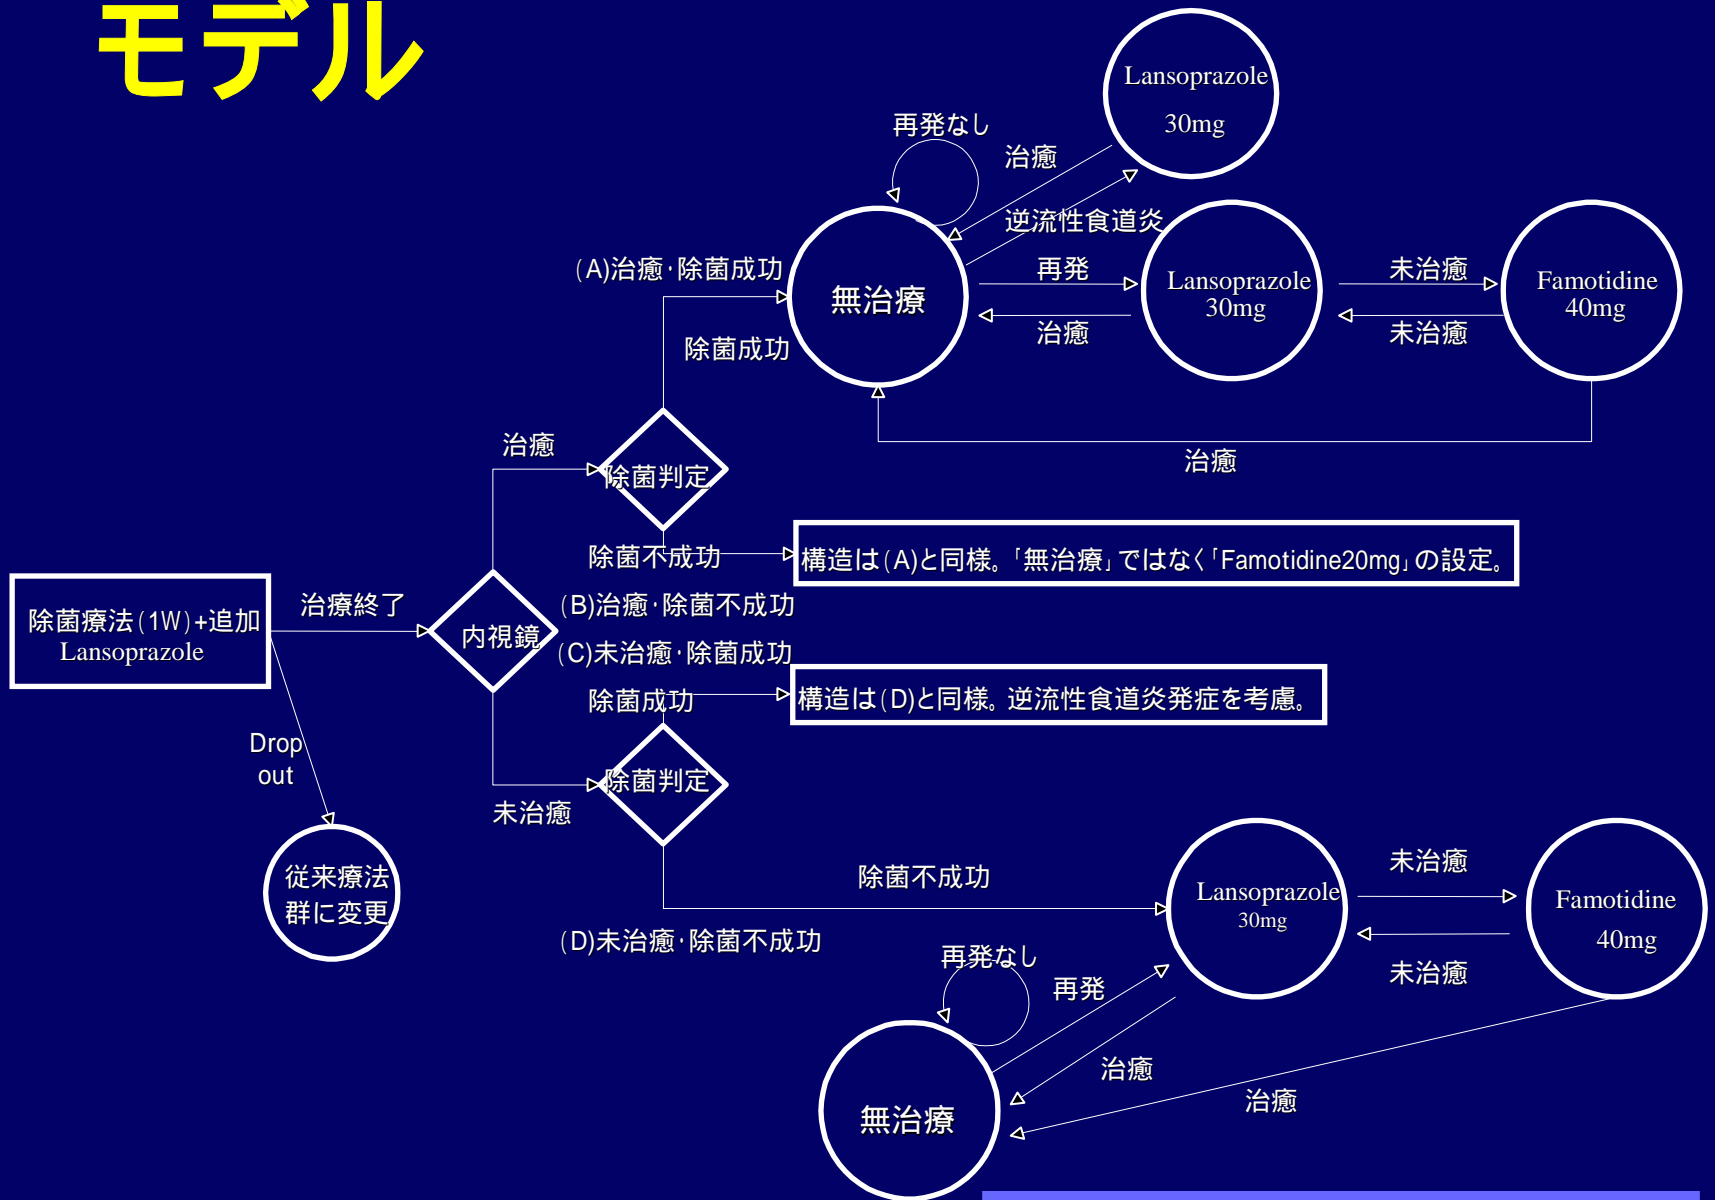 モデル
Lansoprazole
30mg
再発なし
治癒
逆流性食道炎
(A)治癒･除菌成功
無治療
再発
治癒
Lansoprazole
30mg
未治癒
未治癒
Famotidine
40mg
除菌成功
治癒
治癒
除菌判定
除菌不成功
構造は(A)と同様。｢無治療｣ではなく｢Famotidine20mg｣の設定。
除菌療法(1W)+追加
Lansoprazole
治療終了
内視鏡
(B)治癒･除菌不成功
(C)未治癒･除菌成功
除菌成功
構造は(D)と同様。逆流性食道炎発症を考慮。
Drop
out
除菌判定
未治癒
従来療法
群に変更
除菌不成功
(D)未治癒･除菌不成功
Lansoprazole
30mg
未治癒
未治癒
Famotidine
40mg
再発なし
再発
治癒
治癒
無治療